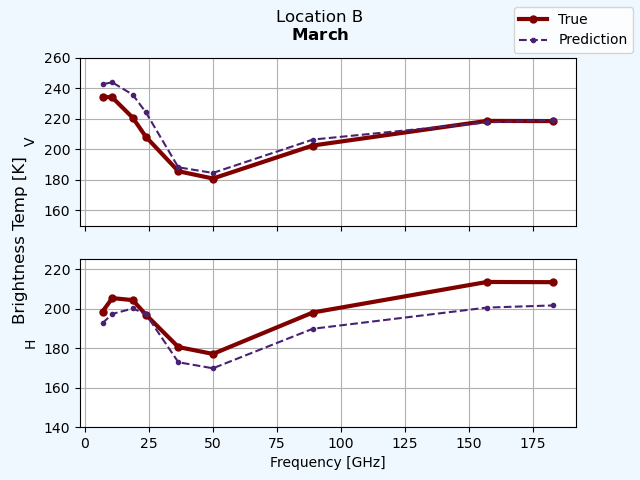 Location B
March
True
Prediction
260
240
220
200
180
160
V
Brightness Temp [K]
220
200
180
160
140
H
0 25 50 75 100 125 150 175
Frequency [GHz]